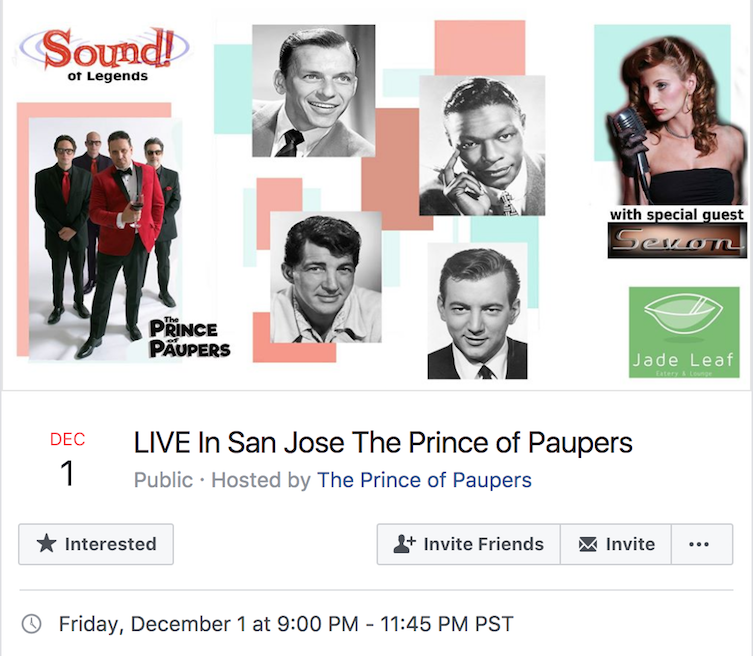 Sound!
of Legends
The
PRINCE
of
PAUPERS
with special guest
Sevon
Jade Leaf
Eatery & Lounge
DEC
1
LIVE In San Jose The Prince of Paupers
Public · Hosted by The Prince of Paupers
Interested
Invite Friends
Invite
Friday, December 1 at 9:00 PM - 11:45 PM PST